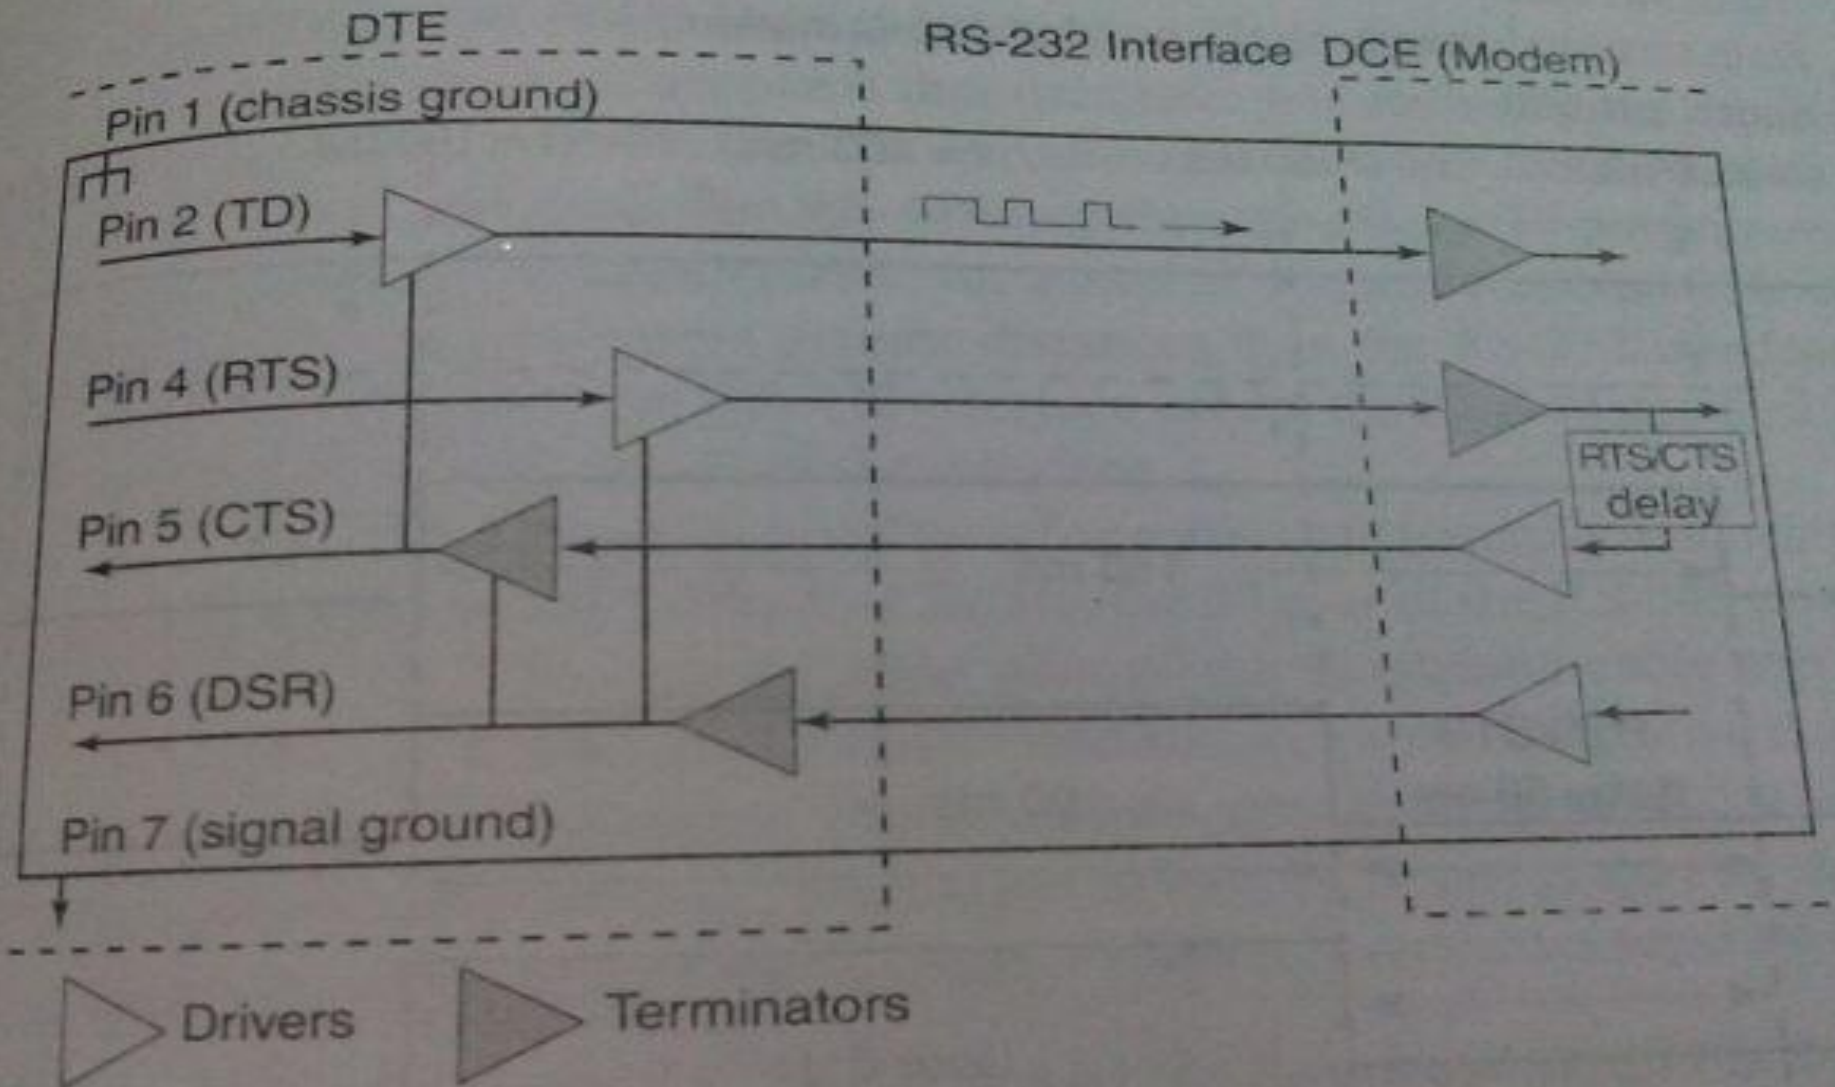 DTE
RS-232 Interface DCE (Modem)
Pin 1 (chassis ground)
Pin 2 (TD)
Pin 4 (RTS)
RTS/CTS
delay
Pin 5 (CTS)
Pin 6 (DSR)
Pin 7 (signal ground)
Drivers
Terminators